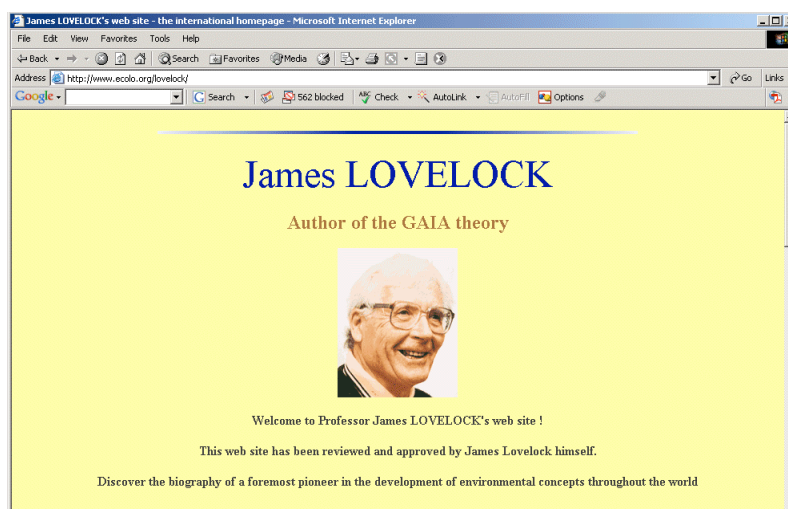 James LOVELOCK's web site - the international homepage - Microsoft Internet Explorer
File Edit View Favorites Tools Help
Back Search Favorites Media
Address http://www.ecolo.org/lovelock/ Go Links
Google Search 562 blocked ABC Check AutoLink AutoFill Options
James LOVELOCK
Author of the GAIA theory
Welcome to Professor James LOVELOCK's web site !
This web site has been reviewed and approved by James Lovelock himself.
Discover the biography of a foremost pioneer in the development of environmental concepts throughout the world